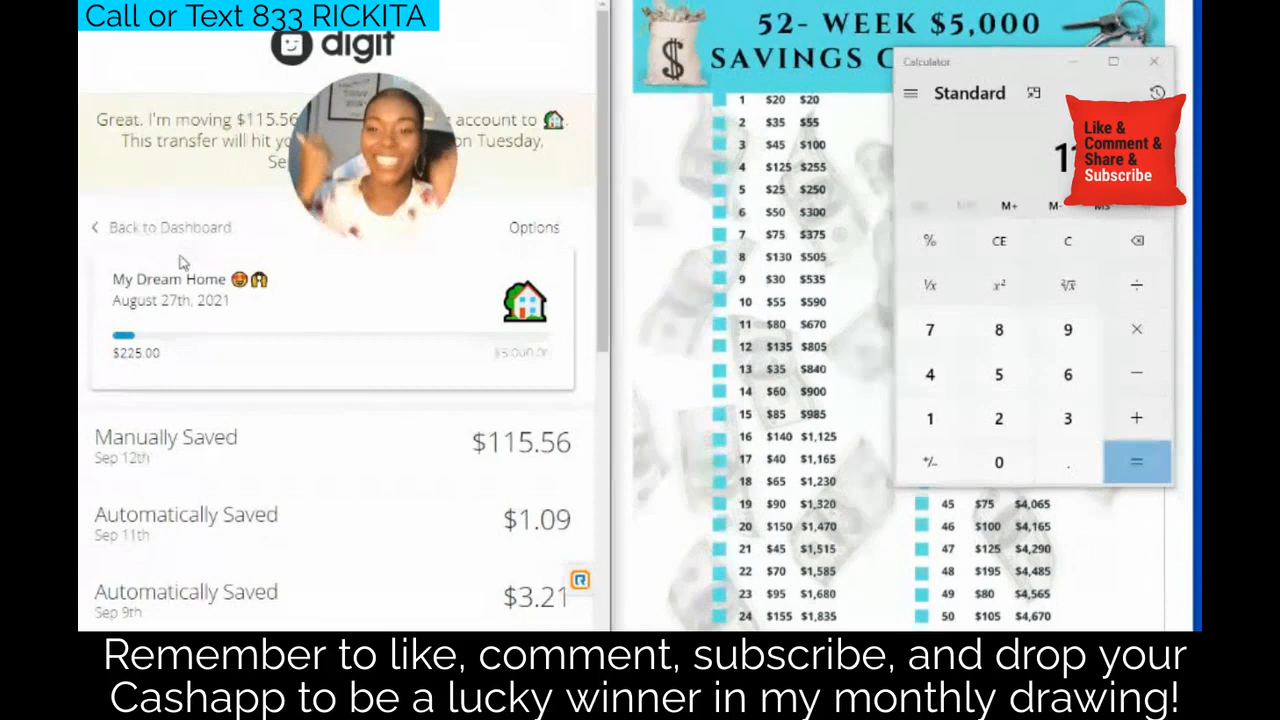 Call or Text 833 RICKITA
digit
Great. I'm moving $115.56
account to
This transfer will hit
on Tuesday,
Back to Dashboard
Options
My Dream Home
August 27th, 2021
$225.00
$5,000.00
Manually Saved
$115.56
Sep 12th
Automatically Saved
$1.09
Sep 11th
Automatically Saved
$3.21
Sep 9th
52- WEEK $5,000
SAVINGS
1 $20 $20
2 $35 $55
3 $45 $100
4 $125 $255
5 $25 $250
6 $50 $300
7 $75 $375
8 $130 $505
9 $30 $535
10 $55 $590
11 $80 $670
12 $135 $805
13 $35 $840
14 $60 $900
15 $85 $985
16 $140 $1,125
17 $40 $1,165
18 $65 $1,230
19 $90 $1,320
20 $150 $1,470
21 $45 $1,515
22 $70 $1,585
23 $95 $1,680
24 $155 $1,835
45 $75 $4,065
46 $100 $4,165
47 $125 $4,290
48 $195 $4,485
49 $80 $4,565
50 $105 $4,670
Calculator
Standard
Like &
Comment &
Share &
Subscribe
M+
% CE C
¹/x x² ²√x ÷
7 8 9 ×
4 5 6 −
1 2 3 +
+/- 0 . =
Remember to like, comment, subscribe, and drop your
Cashapp to be a lucky winner in my monthly drawing!